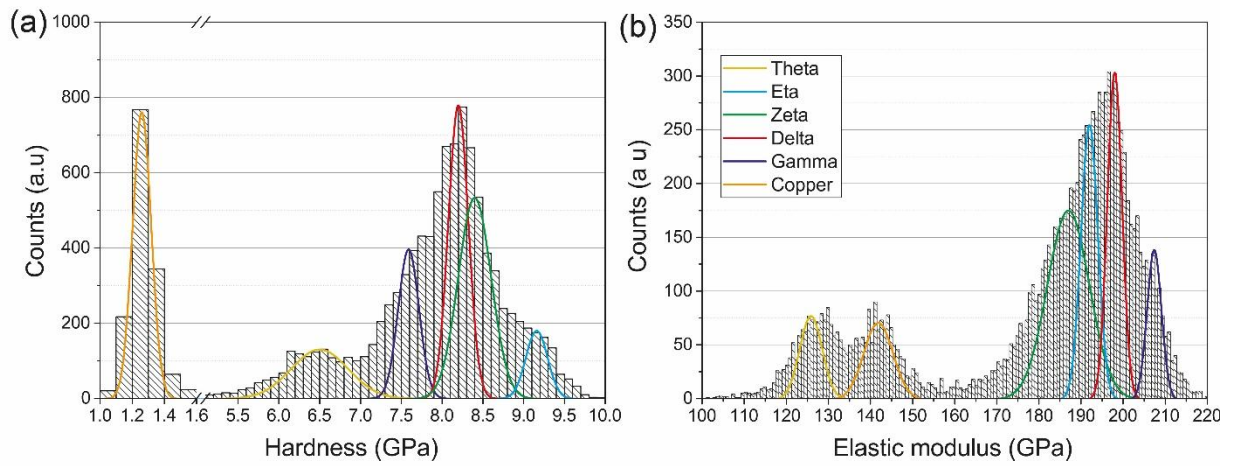 (a)
Counts (a.u)
1000
800
600
400
200
0
1.0 1.2 1.4 1.6 5.5 6.0 6.5 7.0 7.5 8.0 8.5 9.0 9.5 10.0
Hardness (GPa)
(b)
Counts (a u)
350
300
250
200
150
100
50
0
Theta
Eta
Zeta
Delta
Gamma
Copper
100 110 120 130 140 150 160 170 180 190 200 210 220
Elastic modulus (GPa)